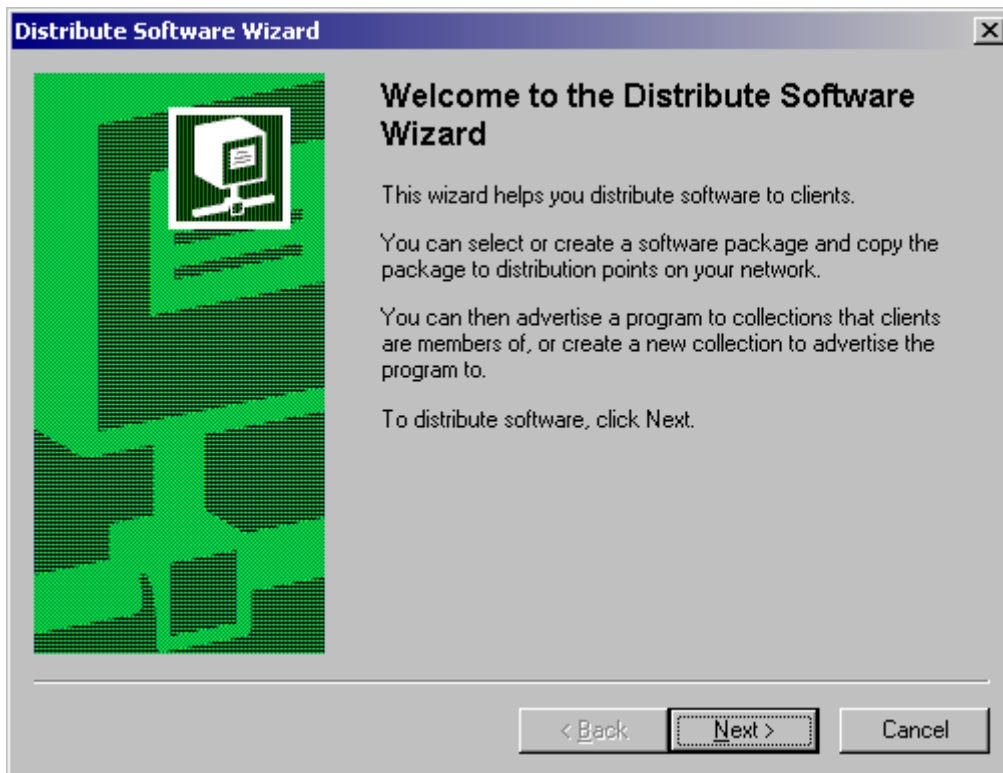 Distribute Software Wizard
Welcome to the Distribute Software
Wizard
This wizard helps you distribute software to clients.
You can select or create a software package and copy the
package to distribution points on your network.
You can then advertise a program to collections that clients
are members of, or create a new collection to advertise the
program to.
To distribute software, click Next.
< Back
Next >
Cancel